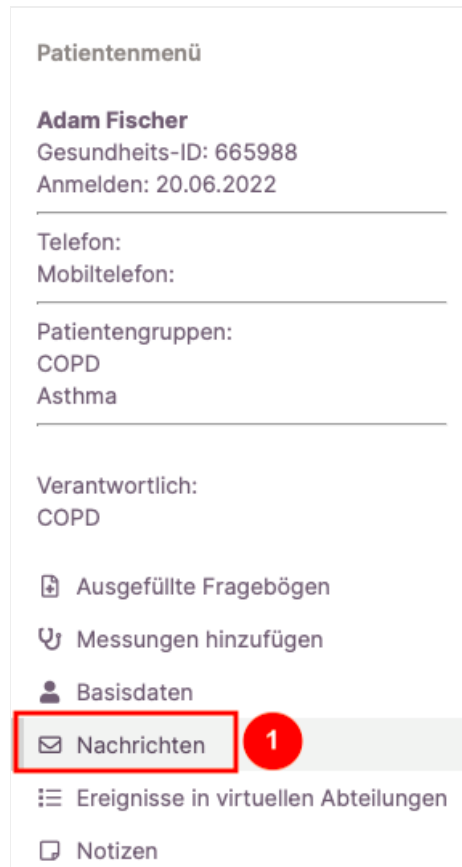 Patientenmenü
Adam Fischer
Gesundheits-ID: 665988
Anmelden: 20.06.2022
Telefon:
Mobiltelefon:
Patientengruppen:
COPD
Asthma
Verantwortlich:
COPD
Ausgefüllte Fragebögen
Messungen hinzufügen
Basisdaten
Nachrichten 1
Ereignisse in virtuellen Abteilungen
Notizen